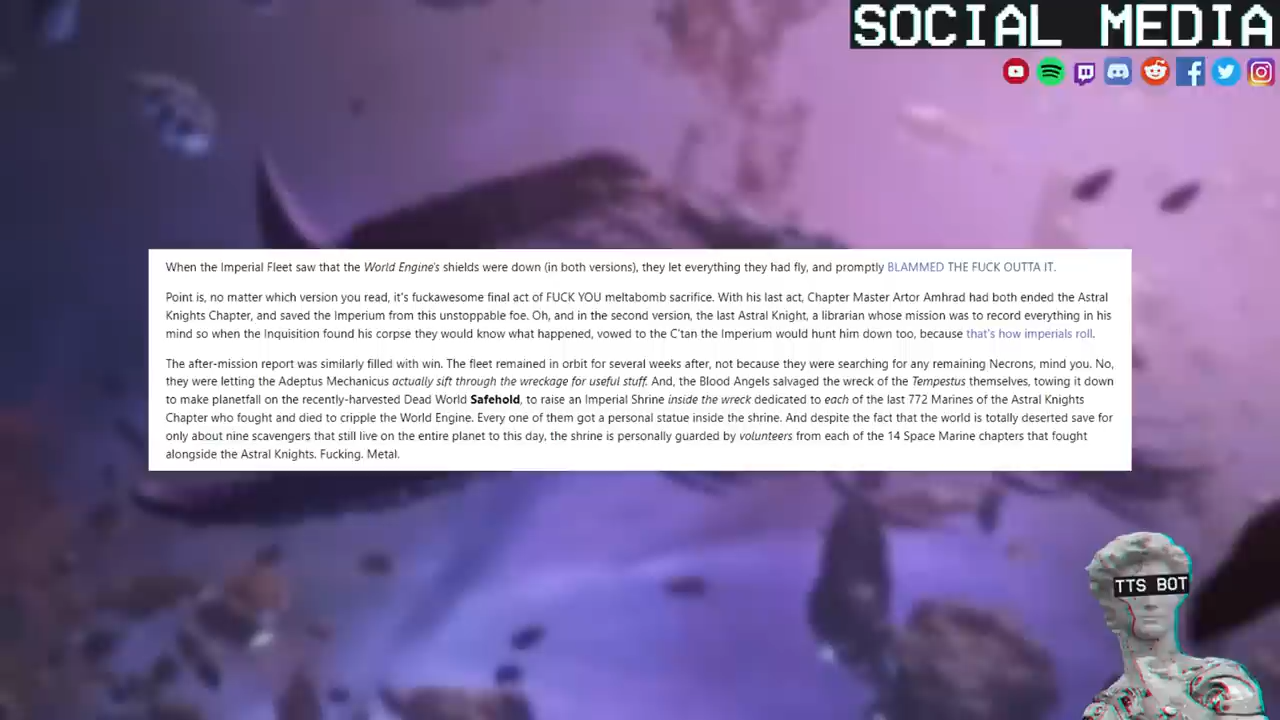 SOCIAL MEDIA
When the Imperial Fleet saw that the World Engine's shields were down (in both versions), they let everything they had fly, and promptly BLAMMED THE FUCK OUTTA IT.
Point is, no matter which version you read, it's fuckawesome final act of FUCK YOU meltabomb sacrifice. With his last act, Chapter Master Artor Amhrad had both ended the Astral
Knights Chapter, and saved the Imperium from this unstoppable foe. Oh, and in the second version, the last Astral Knight, a librarian whose mission was to record everything in his
mind so when the Inquisition found his corpse they would know what happened, vowed to the C'tan the Imperium would hunt him down too, because that's how imperials roll.
The after-mission report was similarly filled with win. The fleet remained in orbit for several weeks after, not because they were searching for any remaining Necrons, mind you. No,
they were letting the Adeptus Mechanicus actually sift through the wreckage for useful stuff. And, the Blood Angels salvaged the wreck of the Tempestus themselves, towing it down
to make planetfall on the recently-harvested Dead World Safehold, to raise an Imperial Shrine inside the wreck dedicated to each of the last 772 Marines of the Astral Knights
Chapter who fought and died to cripple the World Engine. Every one of them got a personal statue inside the shrine. And despite the fact that the world is totally deserted save for
only about nine scavengers that still live on the entire planet to this day, the shrine is personally guarded by volunteers from each of the 14 Space Marine chapters that fought
alongside the Astral Knights. Fucking. Metal.
TTS BOT